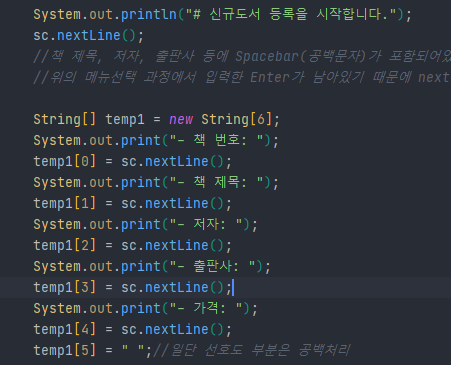 System.out.println("# 신규도서 등록을 시작합니다.");
sc.nextLine();
//책 제목, 저자, 출판사 등에 Spacebar(공백문자)가 포함되어있
//위의 메뉴선택 과정에서 입력한 Enter가 남아있기 때문에 next
String[] temp1 = new String[6];
System.out.print("- 책 번호: ");
temp1[0] = sc.nextLine();
System.out.print("- 책 제목: ");
temp1[1] = sc.nextLine();
System.out.print("- 저자: ");
temp1[2] = sc.nextLine();
System.out.print("- 출판사: ");
temp1[3] = sc.nextLine();
System.out.print("- 가격: ");
temp1[4] = sc.nextLine();
temp1[5] = " ";//일단 선호도 부분은 공백처리